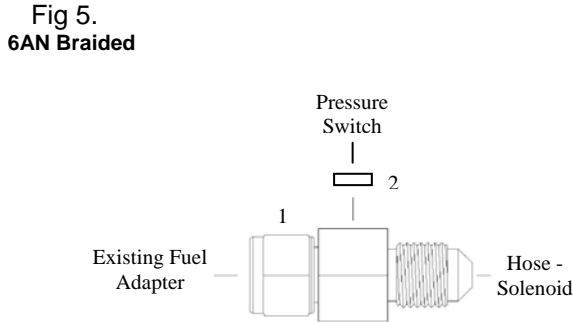 Fig 5.
6AN Braided
Pressure
Switch
2
1
Existing Fuel
Adapter
Hose -
Solenoid